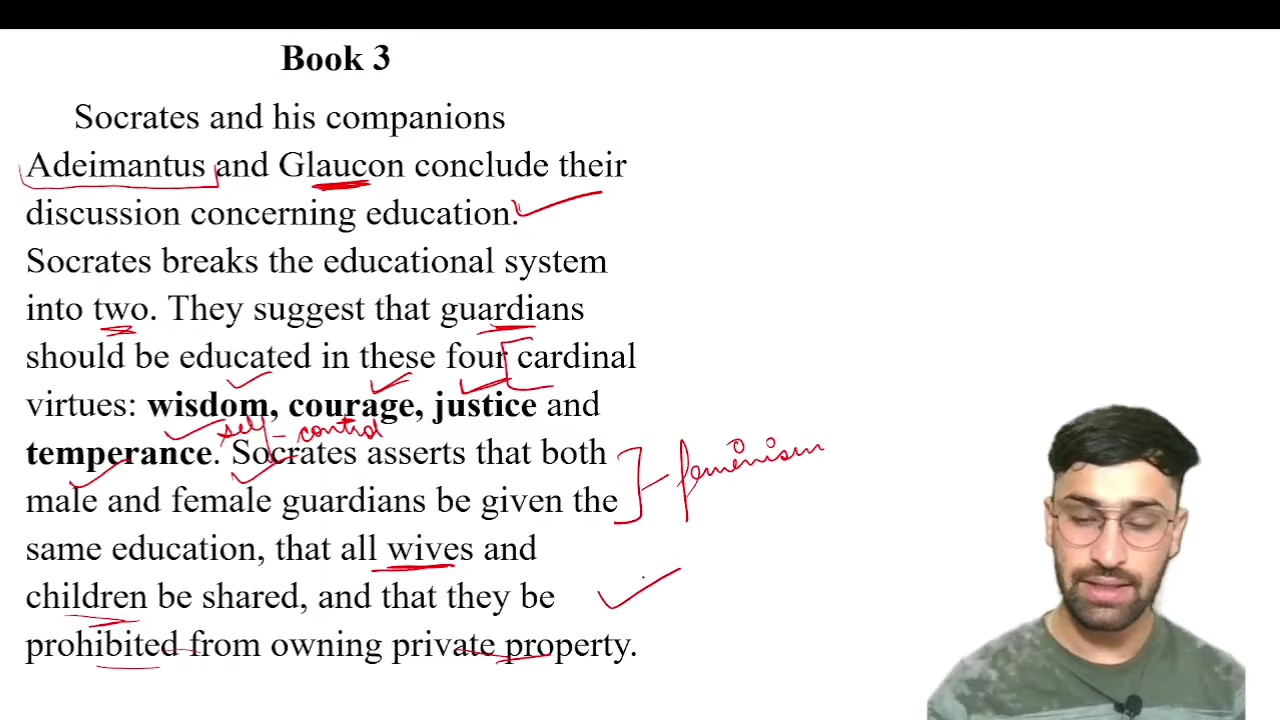 Book 3
Socrates and his companions
Adeimantus and Glaucon conclude their
discussion concerning education.
Socrates breaks the educational system
into two. They suggest that guardians
should be educated in these four cardinal
virtues: wisdom, courage, justice and
self-control
temperance. Socrates asserts that both
feminism
male and female guardians be given the
same education, that all wives and
children be shared, and that they be
prohibited from owning private property.